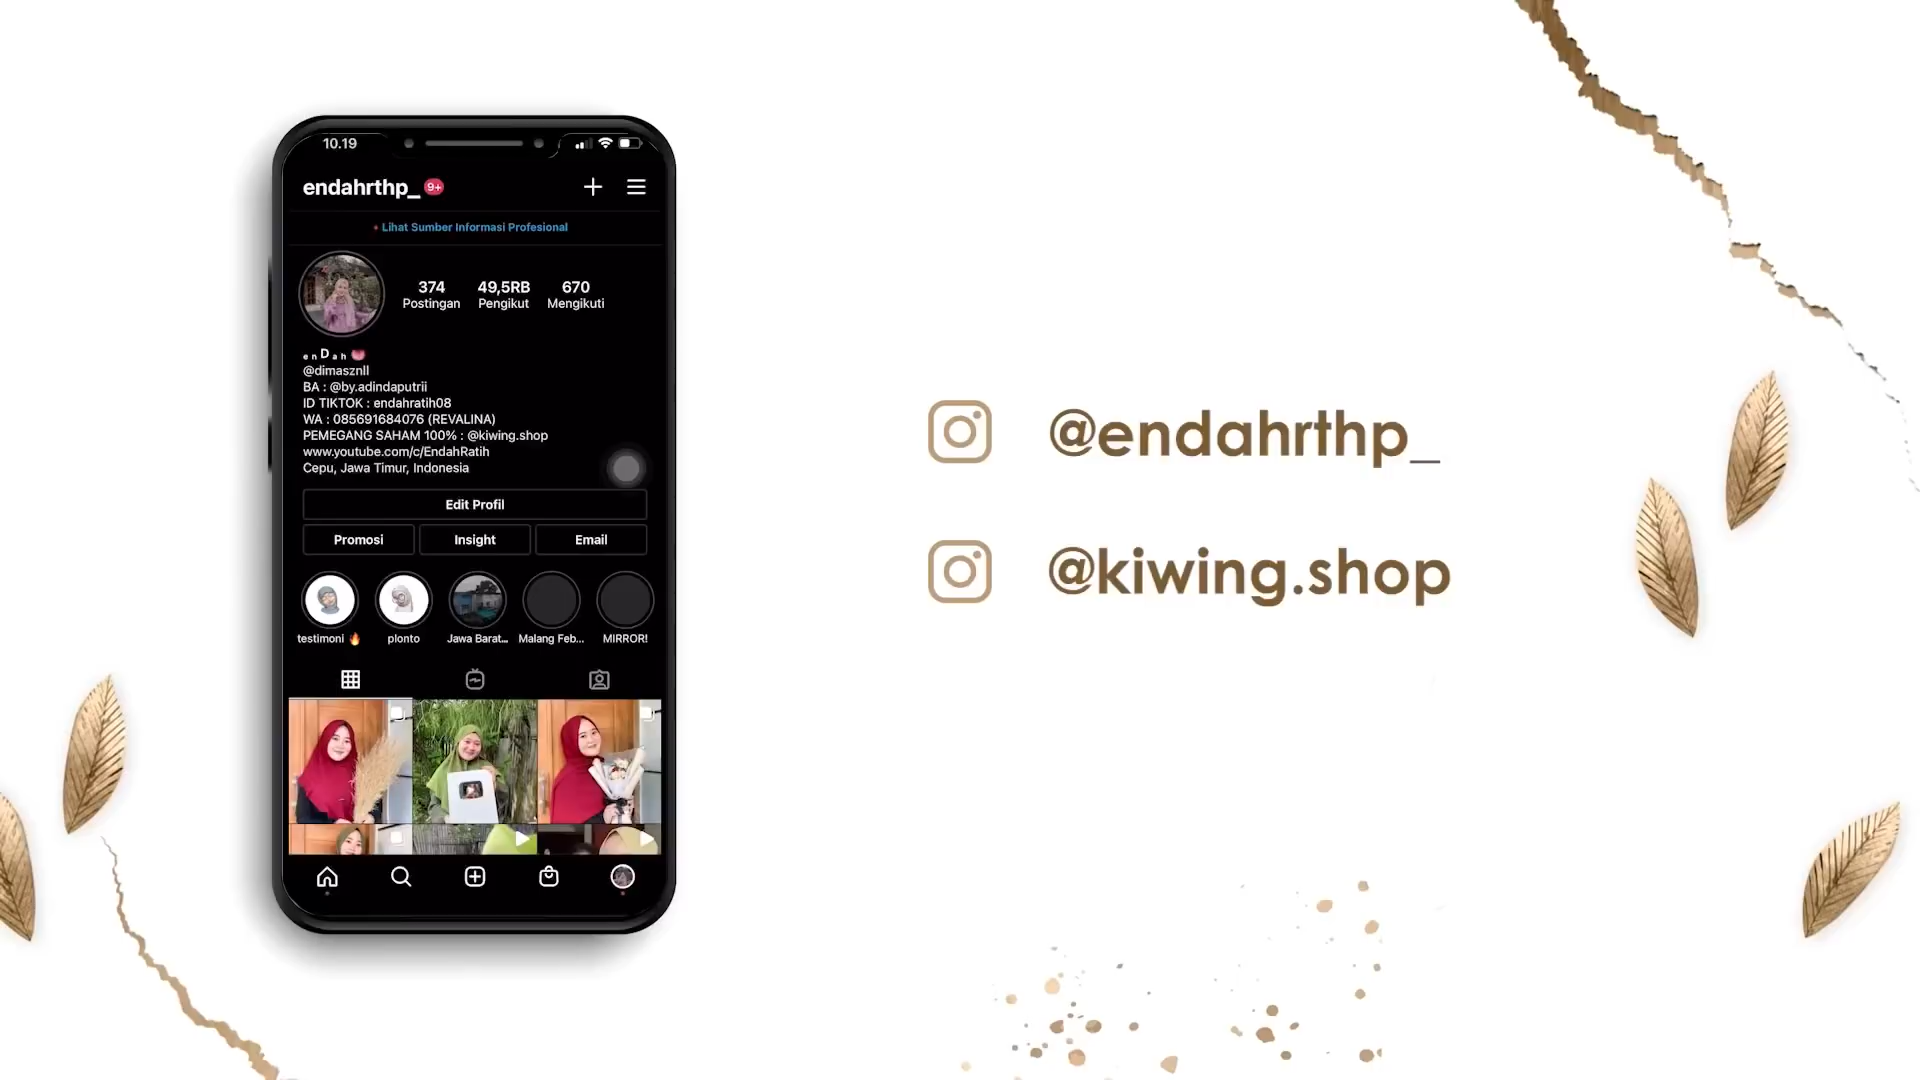 10.19
endahrthp_ 9+
Lihat Sumber Informasi Profesional
374 49,5RB 670
Postingan Pengikut Mengikuti
enDah
@dimasznll
BA : @by.adindaputrii
ID TIKTOK : endahratih08
WA : 085691684076 (REVALINA)
PEMEGANG SAHAM 100% : @kiwing.shop
www.youtube.com/c/EndahRatih
Cepu, Jawa Timur, Indonesia
Edit Profil
Promosi Insight Email
testimoni plonto Jawa Barat... Malang Feb... MIRROR!
@endahrthp_
@kiwing.shop